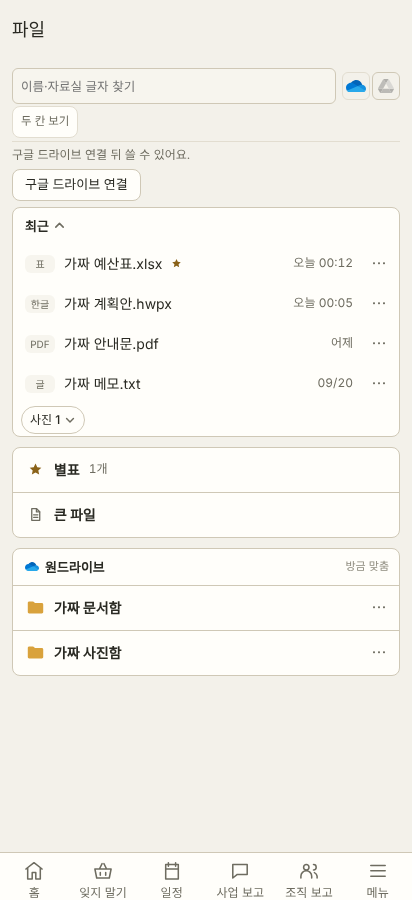 파일
이름·자료실 글자 찾기
두 칸 보기
구글 드라이브 연결 뒤 쓸 수 있어요.
구글 드라이브 연결
최근
표 가짜 예산표.xlsx 오늘 00:12
한글 가짜 계획안.hwpx 오늘 00:05
PDF 가짜 안내문.pdf 어제
글 가짜 메모.txt 09/20
사진 1
별표 1개
큰 파일
원드라이브 방금 맞춤
가짜 문서함
가짜 사진함
홈 잊지 말기 일정 사업 보고 조직 보고 메뉴